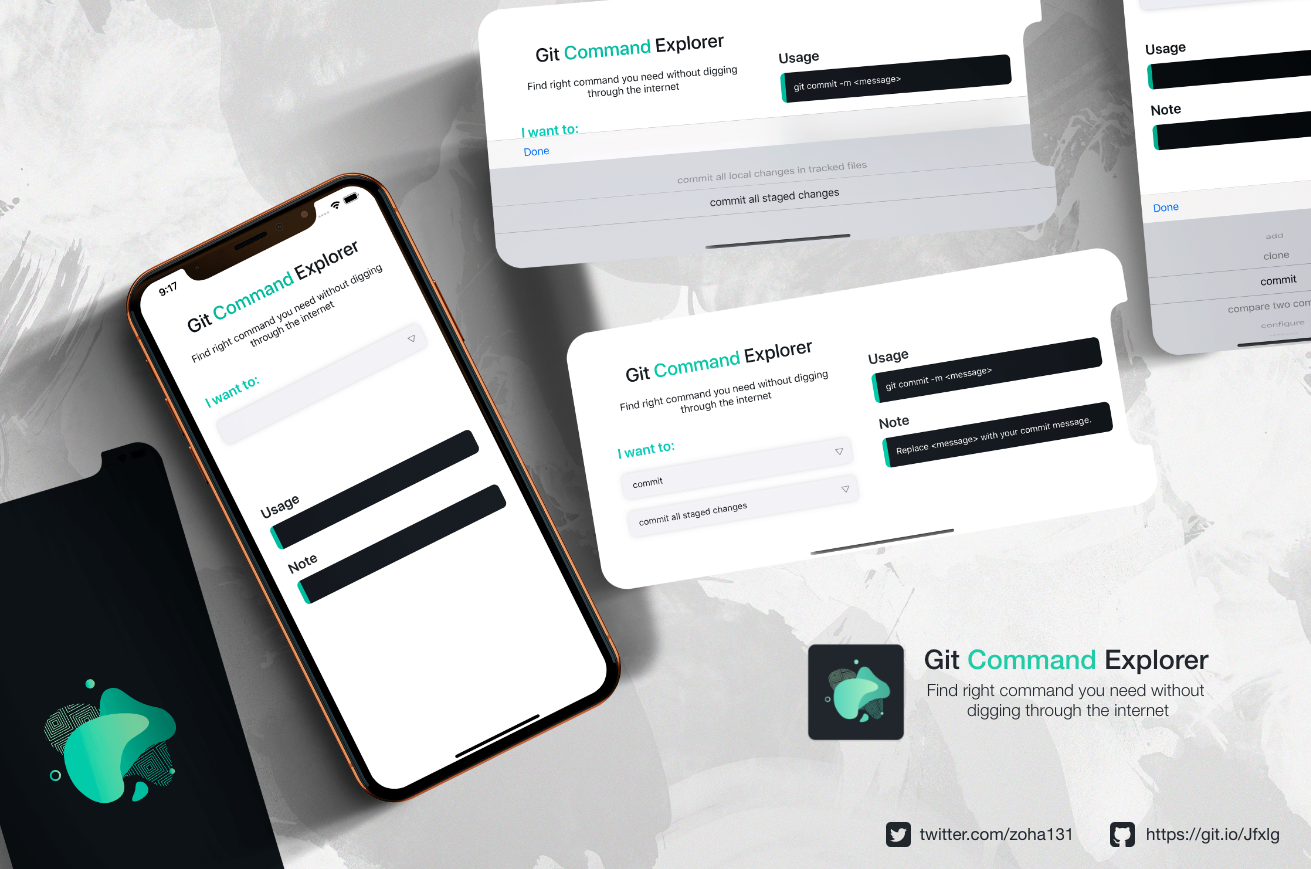 9:17
Git Command Explorer
Find right command you need without digging
through the internet
I want to:
Usage
Note
Git Command Explorer
Find right command you need without digging
through the internet
I want to:
Usage
git commit -m <message>
Done
commit all local changes in tracked files
commit all staged changes
Usage
Note
Done
add
clone
commit
compare two com
configure
Git Command Explorer
Find right command you need without digging
through the internet
I want to:
commit
commit all staged changes
Usage
git commit -m <message>
Note
Replace <message> with your commit message.
Git Command Explorer
Find right command you need without
digging through the internet
twitter.com/zoha131
https://git.io/JfxIg